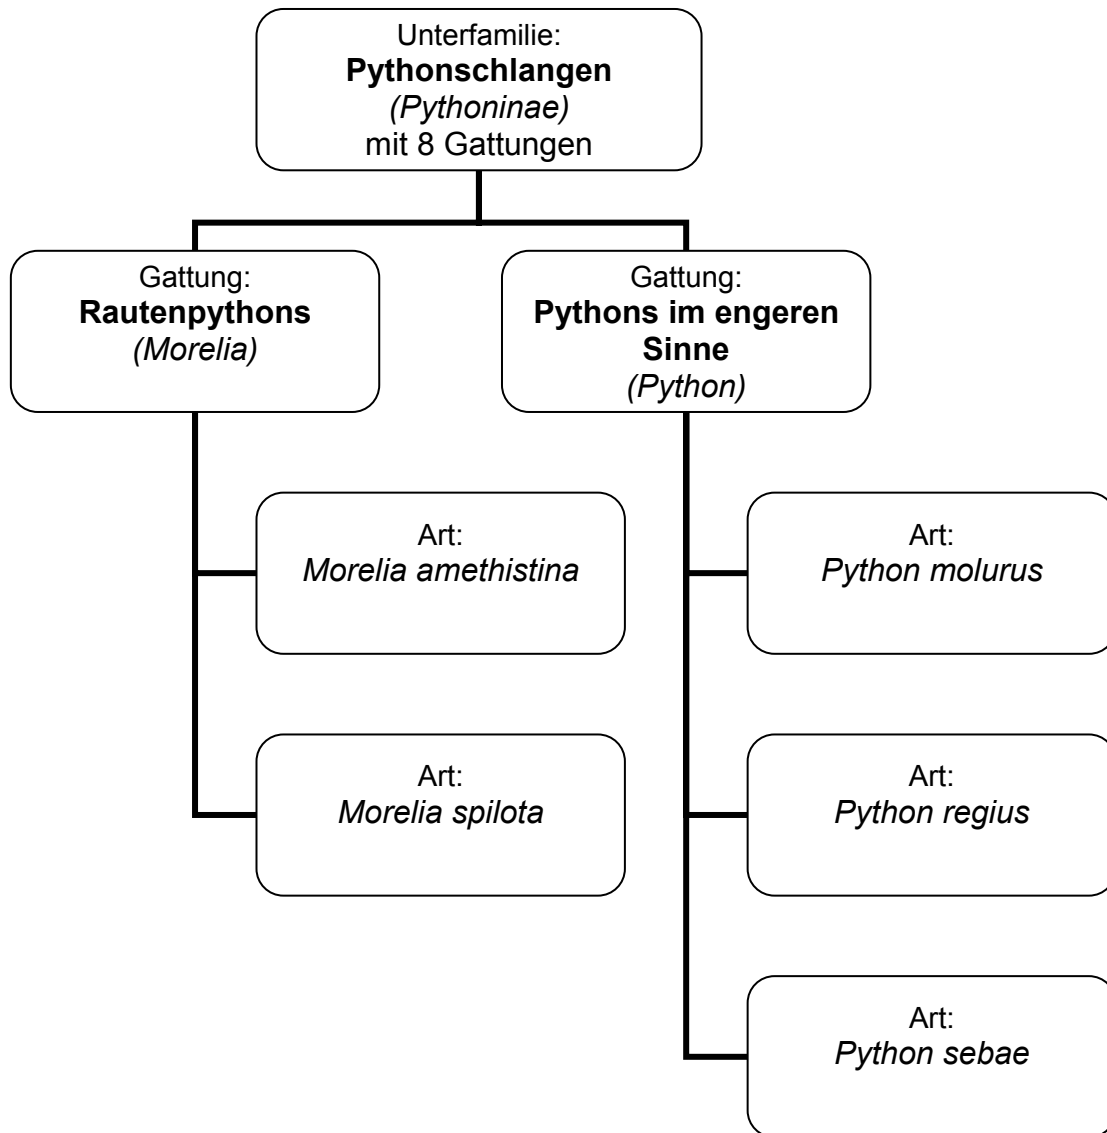 Unterfamilie:
Pythonschlangen
(Pythoninae)
mit 8 Gattungen
Gattung:
Rautenpythons
(Morelia)
Gattung:
Pythons im engeren
Sinne
(Python)
Art:
Morelia amethistina
Art:
Python molurus
Art:
Morelia spilota
Art:
Python regius
Art:
Python sebae